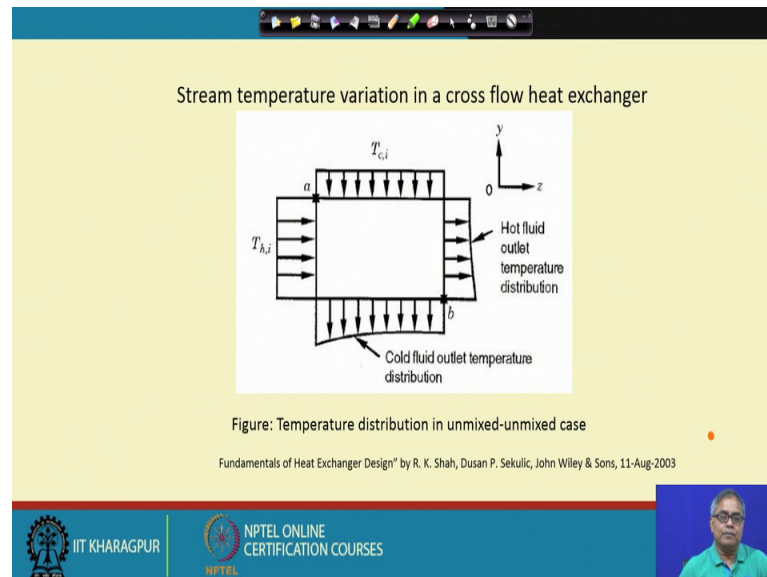 Stream temperature variation in a cross flow heat exchanger
T_{c,i}
y
a
0
z
T_{h,i}
Hot fluid
outlet
temperature
distribution
b
Cold fluid outlet temperature
distribution
Figure: Temperature distribution in unmixed-unmixed case
Fundamentals of Heat Exchanger Design" by R. K. Shah, Dusan P. Sekulic, John Wiley & Sons, 11-Aug-2003
IIT KHARAGPUR
NPTEL
NPTEL ONLINE
CERTIFICATION COURSES